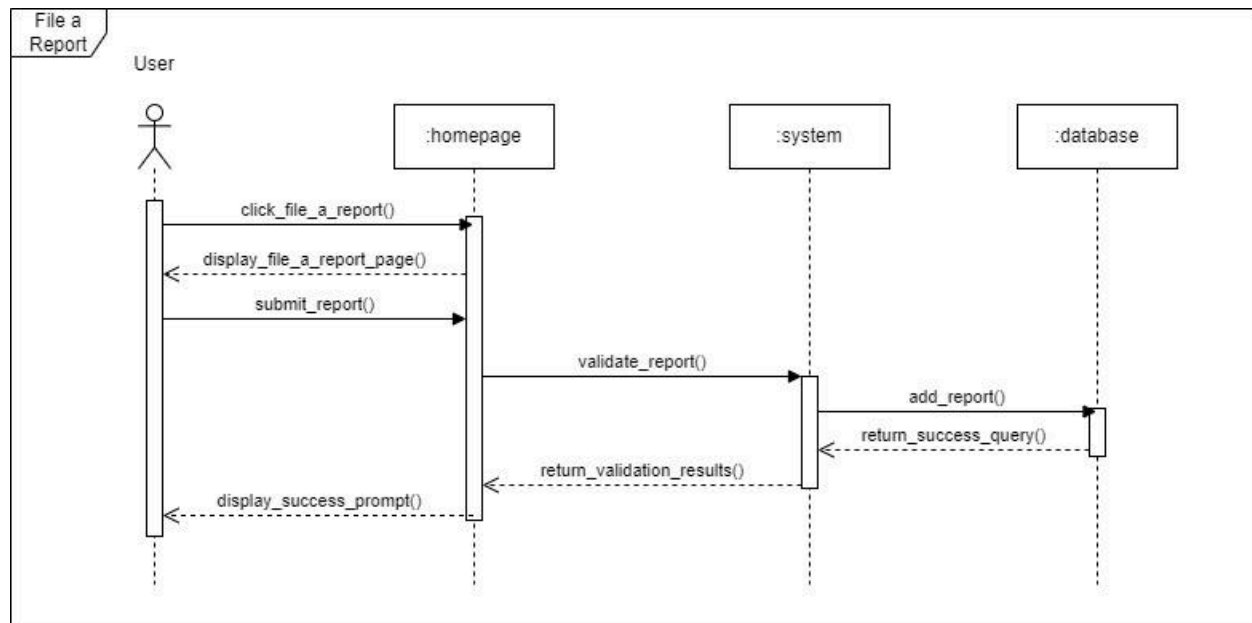 File a
Report
User
:homepage
:system
:database
click_file_a_report()
display_file_a_report_page()
submit_report()
validate_report()
add_report()
return_success_query()
return_validation_results()
display_success_prompt()